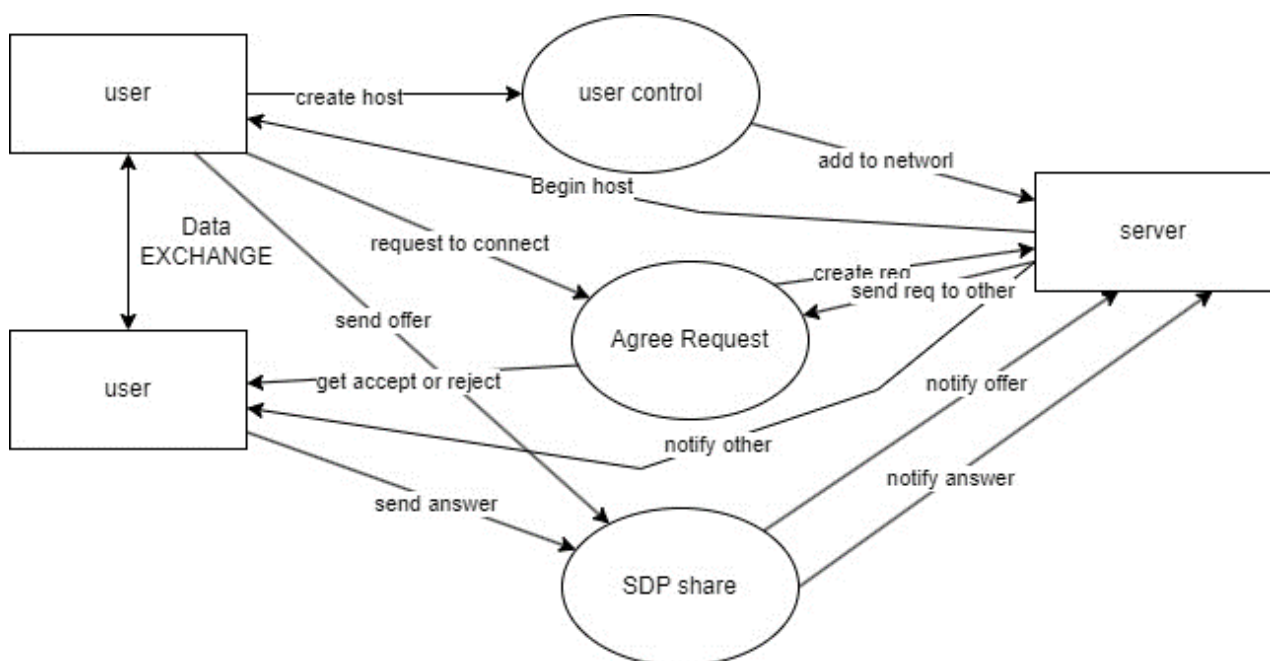 user
create host
user control
add to networl
Begin host
server
Data
EXCHANGE
request to connect
create req
send req to other
send offer
Agree Request
user
get accept or reject
notify offer
notify other
notify answer
send answer
SDP share